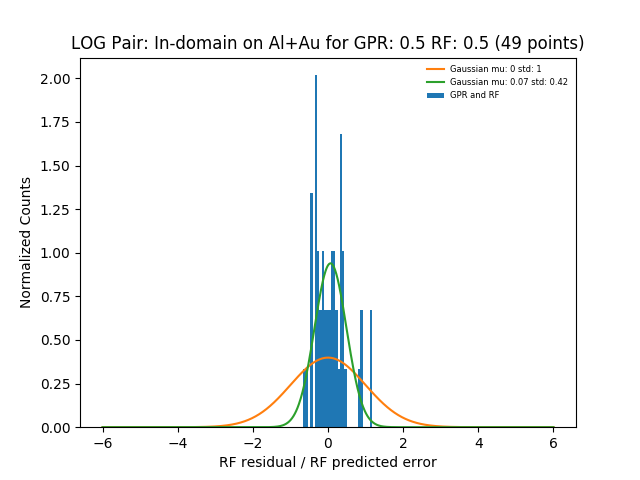 LOG Pair: In-domain on Al+Au for GPR: 0.5 RF: 0.5 (49 points)
Gaussian mu: 0 std: 1
Gaussian mu: 0.07 std: 0.42
GPR and RF
Normalized Counts
2.00
1.75
1.50
1.25
1.00
0.75
0.50
0.25
0.00
−6
−4
−2
0
2
4
6
RF residual / RF predicted error